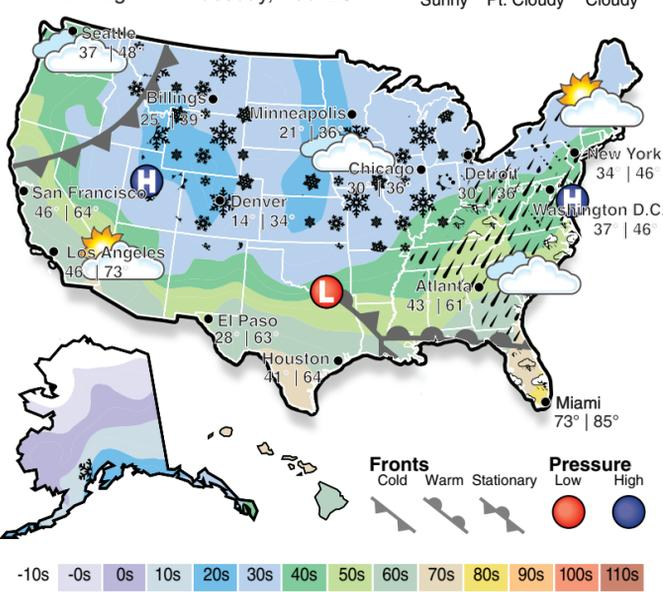 Sunny Pt. Cloudy Cloudy
Seattle
37° | 48°
Billings
25° | 39°
Minneapolis
21° | 36°
Chicago
30° | 36°
Detroit
30° | 36°
New York
34° | 46°
H
H
San Francisco
46° | 64°
Denver
14° | 34°
Washington D.C.
37° | 46°
Los Angeles
46° | 73°
L
Atlanta
43° | 61°
El Paso
28° | 63°
Houston
41° | 64°
Miami
73° | 85°
Fronts Pressure
Cold Warm Stationary Low High
-10s -0s 0s 10s 20s 30s 40s 50s 60s 70s 80s 90s 100s 110s